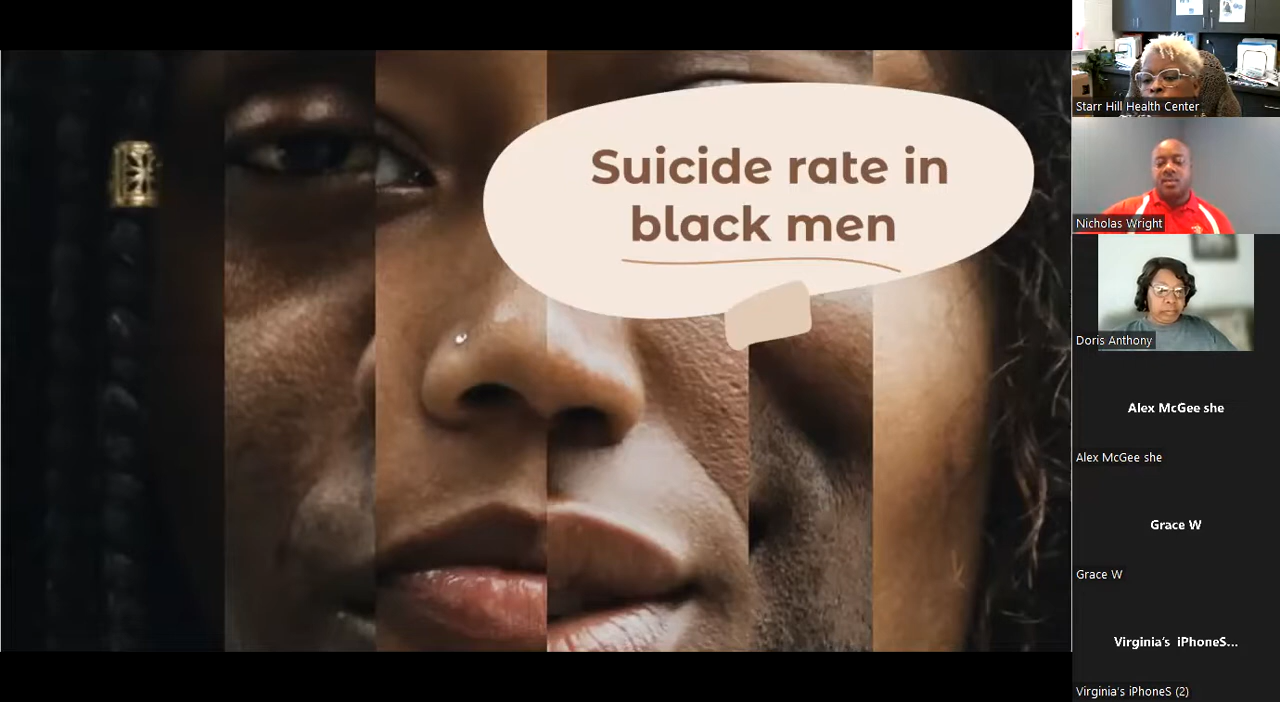 Suicide rate in
black men
Starr Hill Health Center
Nicholas Wright
Doris Anthony
Alex McGee she
Alex McGee she
Grace W
Grace W
Virginia's iPhoneS...
Virginia's iPhoneS (2)